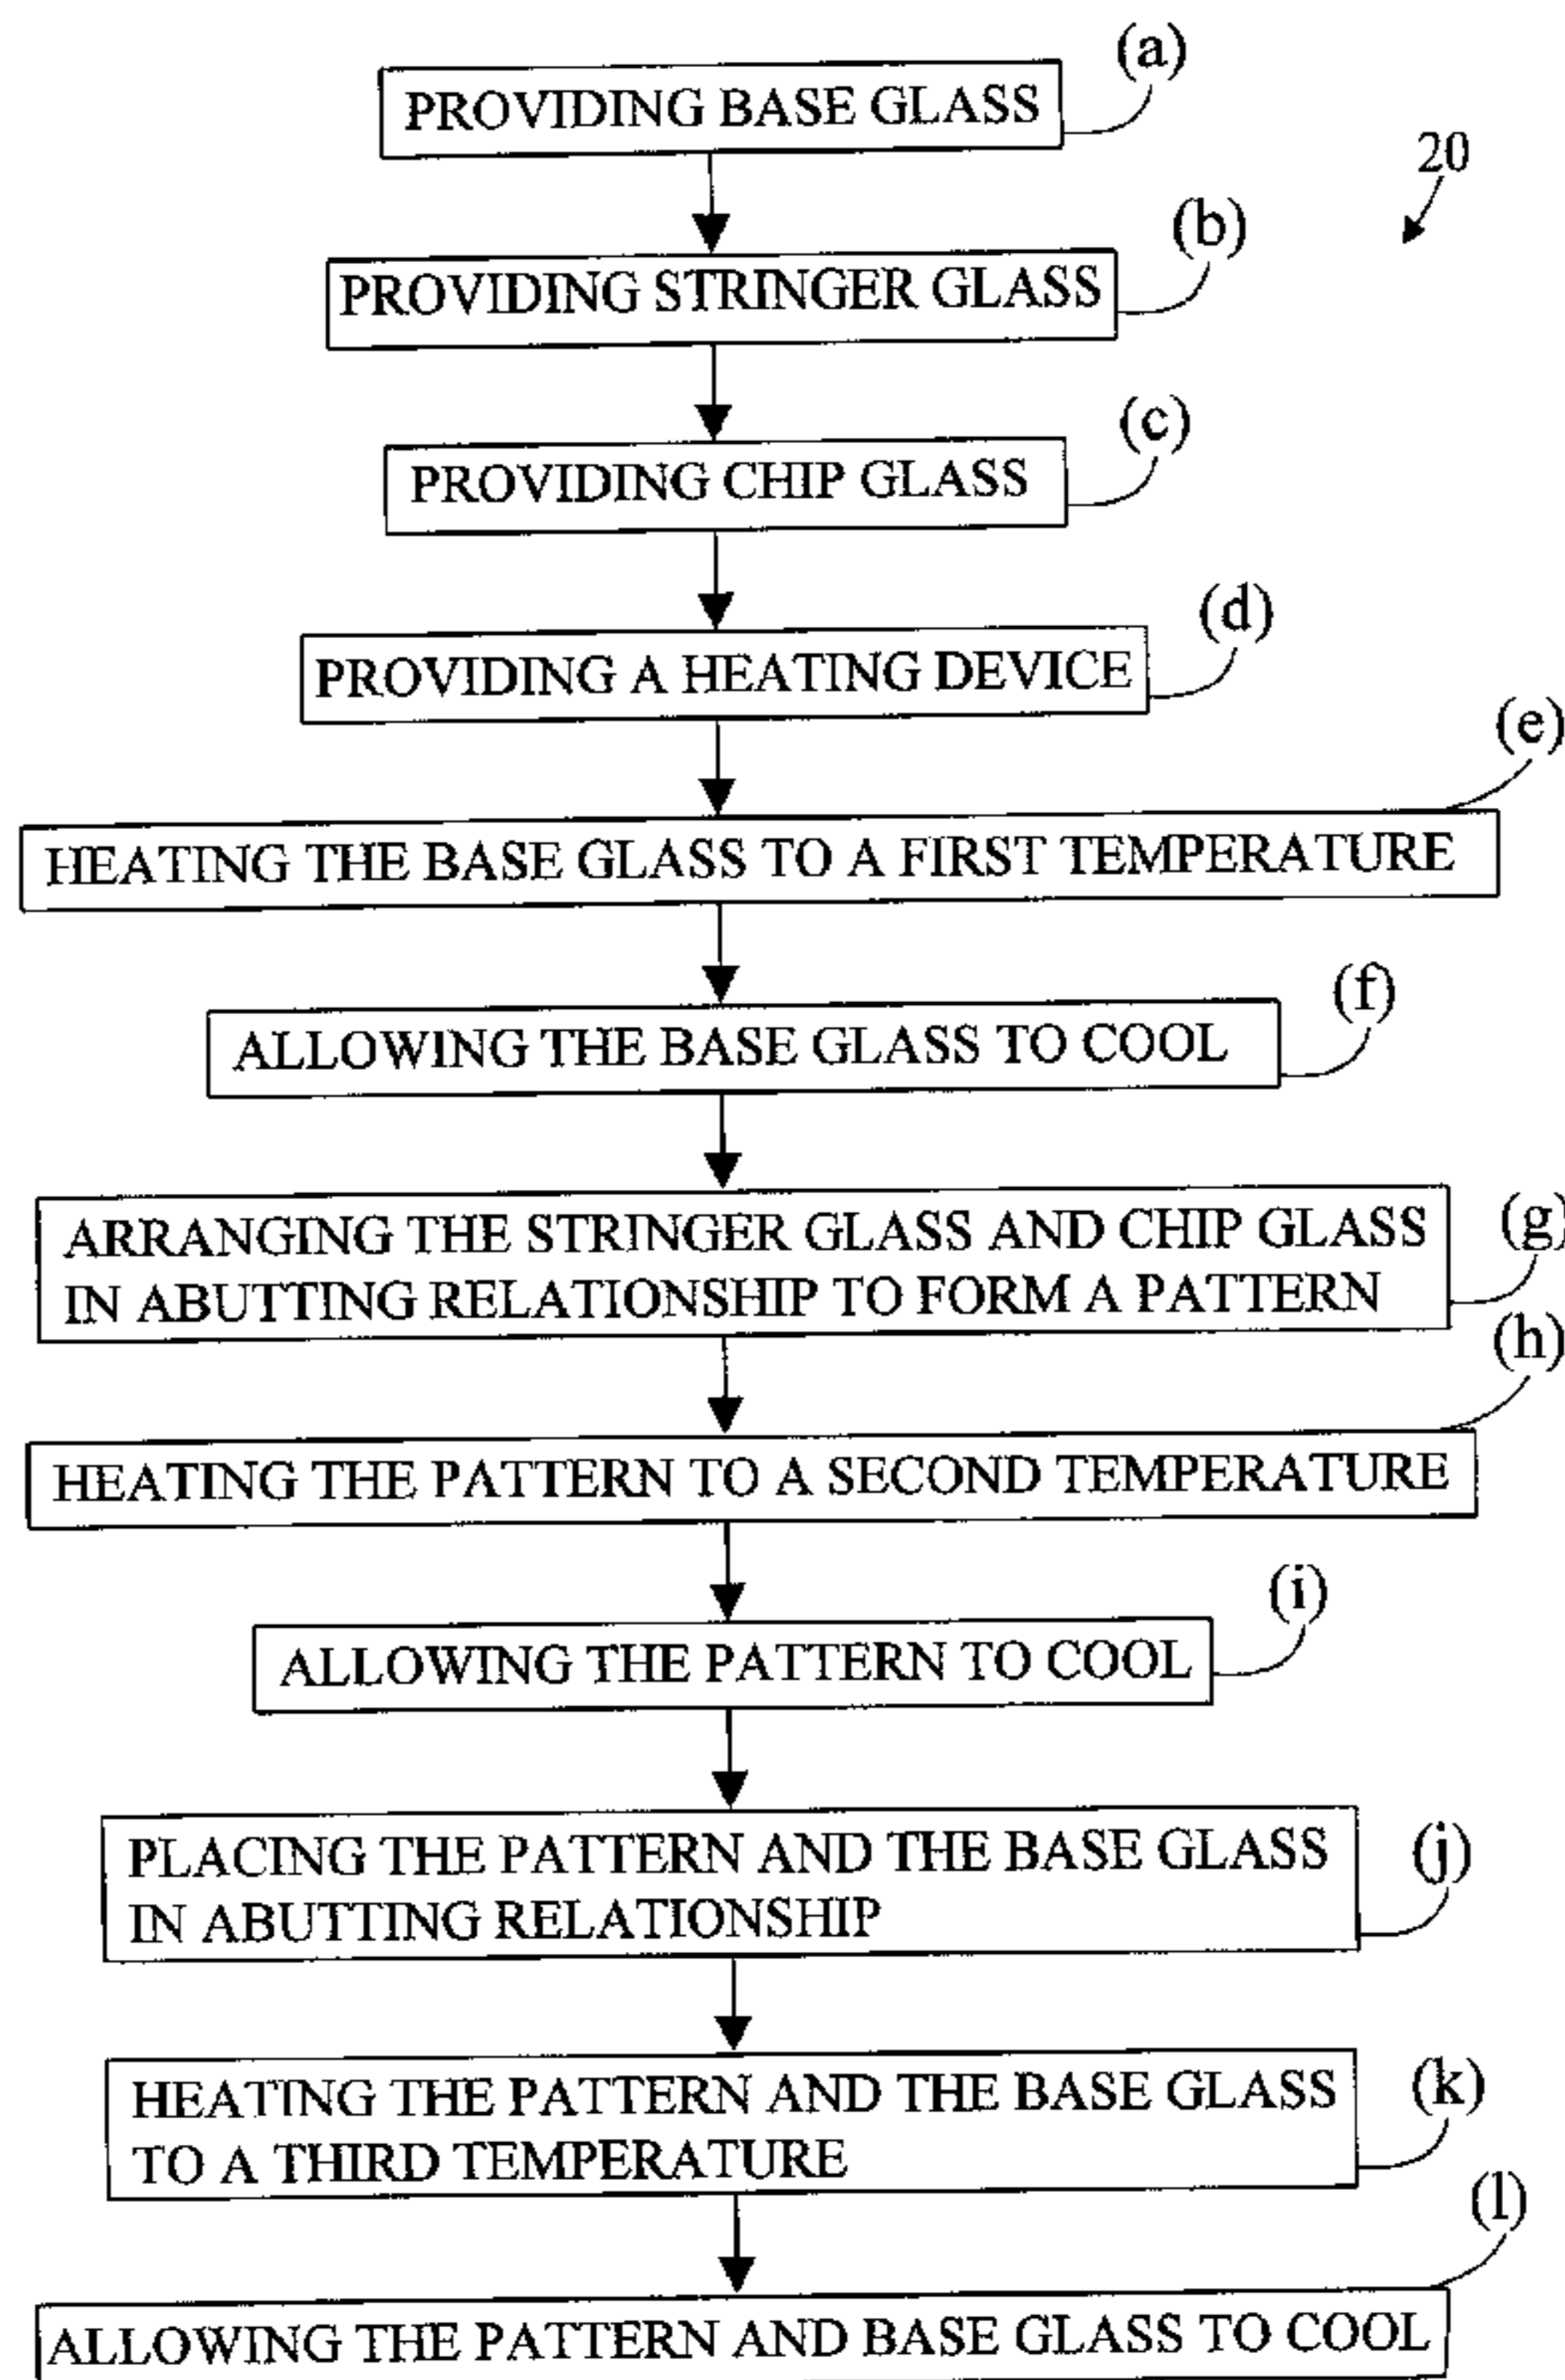 (a)
PROVIDING BASE GLASS
20
(b)
PROVIDING STRINGER GLASS
(c)
PROVIDING CHIP GLASS
(d)
PROVIDING A HEATING DEVICE
(e)
HEATING THE BASE GLASS TO A FIRST TEMPERATURE
(f)
ALLOWING THE BASE GLASS TO COOL
(g)
ARRANGING THE STRINGER GLASS AND CHIP GLASS
IN ABUTTING RELATIONSHIP TO FORM A PATTERN
(h)
HEATING THE PATTERN TO A SECOND TEMPERATURE
(i)
ALLOWING THE PATTERN TO COOL
(j)
PLACING THE PATTERN AND THE BASE GLASS
IN ABUTTING RELATIONSHIP
(k)
HEATING THE PATTERN AND THE BASE GLASS
TO A THIRD TEMPERATURE
(l)
ALLOWING THE PATTERN AND BASE GLASS TO COOL